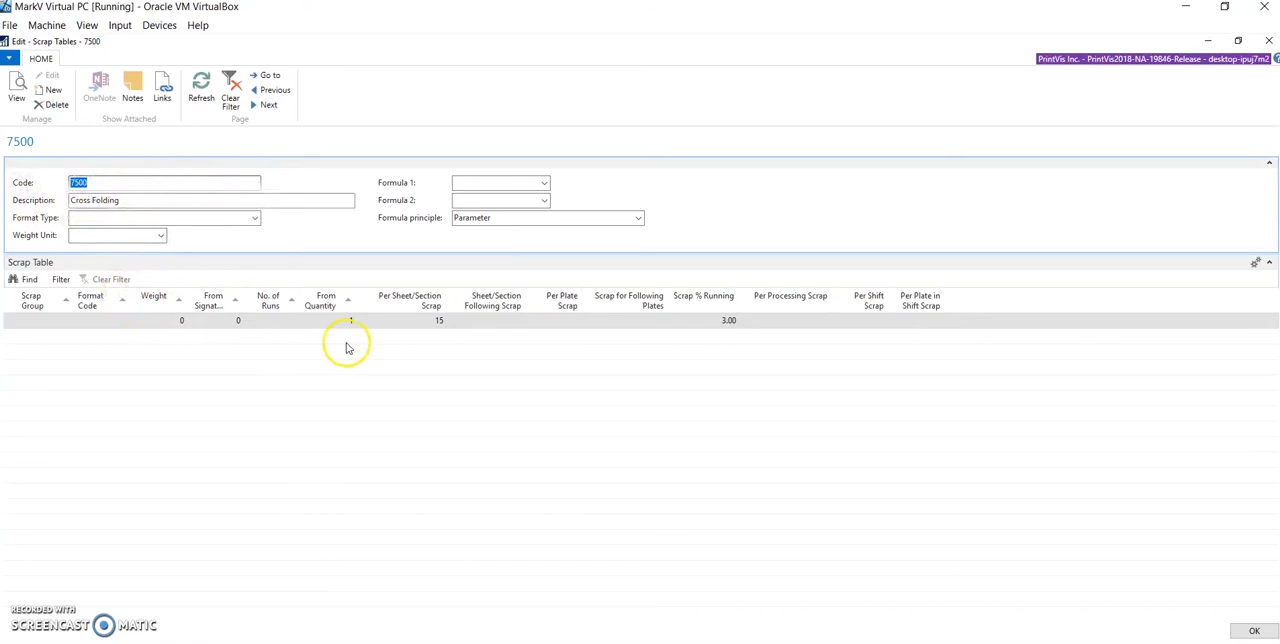 MarkV Virtual PC [Running] - Oracle VM VirtualBox
File Machine View Input Devices Help
Edit - Scrap Tables - 7500
HOME
PrintVis Inc. - PrintVis2018-NA-19846-Release - desktop-ipuj7m2
View Edit New Delete OneNote Notes Links Refresh Clear Filter Go to Previous Next
Manage Show Attached Page
7500
Code: 7500 Formula 1:
Description: Cross Folding Formula 2:
Format Type: Formula principle: Parameter
Weight Unit:
Scrap Table
Find Filter Clear Filter
Scrap Format Weight From No. of From Per Sheet/Section Sheet/Section Per Plate Scrap for Following Scrap % Running Per Processing Scrap Per Shift Per Plate in
Group Code Signat... Runs Quantity Scrap Following Scrap Scrap Plates Scrap Shift Scrap
0 0 1 15 3.00
RECORDED WITH
SCREENCAST MATIC
OK